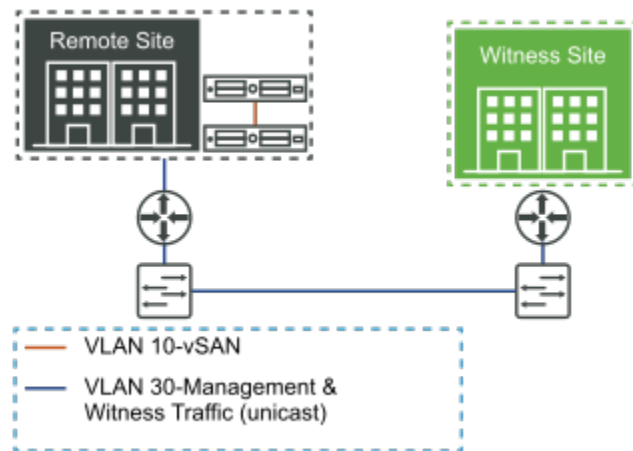 Remote Site
Witness Site
VLAN 10-vSAN
VLAN 30-Management &
Witness Traffic (unicast)